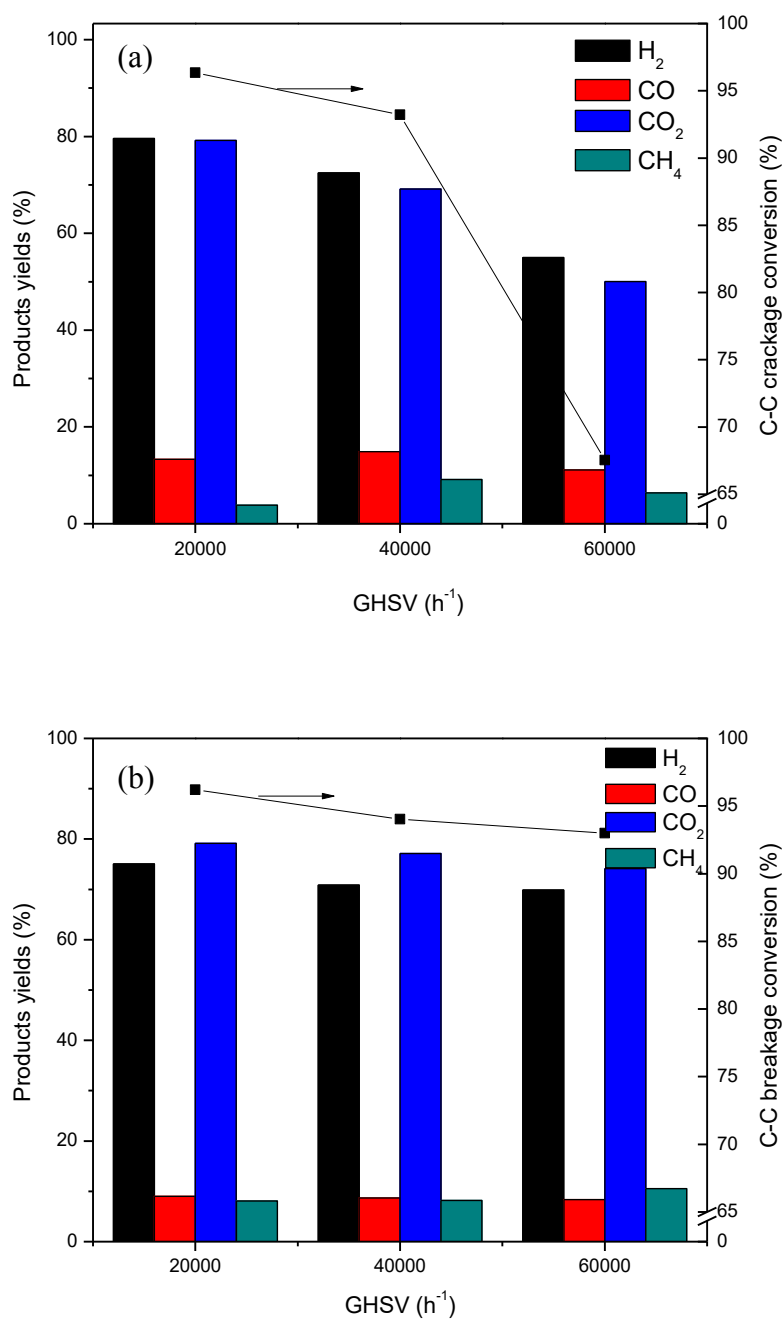 (a)
H2
CO
CO2
CH4
100
80
60
40
20
0
Products yields (%)
100
95
90
85
80
75
70
65
0
C-C crackage conversion (%)
20000 40000 60000
GHSV (h-1)
(b)
H2
CO
CO2
CH4
100
80
60
40
20
0
Products yields (%)
100
95
90
85
80
75
70
65
0
C-C breakage conversion (%)
20000 40000 60000
GHSV (h-1)